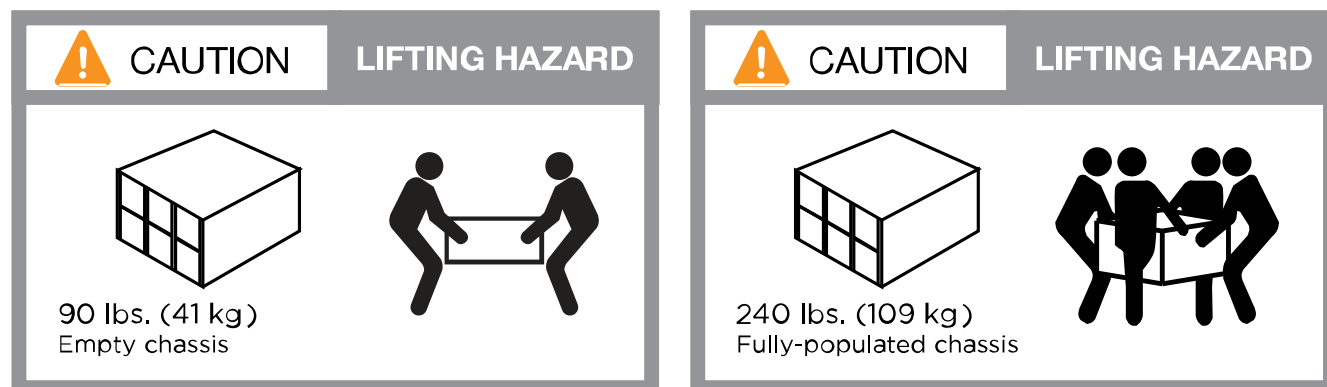 CAUTION
LIFTING HAZARD
90 lbs. (41 kg)
Empty chassis
CAUTION
LIFTING HAZARD
240 lbs. (109 kg)
Fully-populated chassis